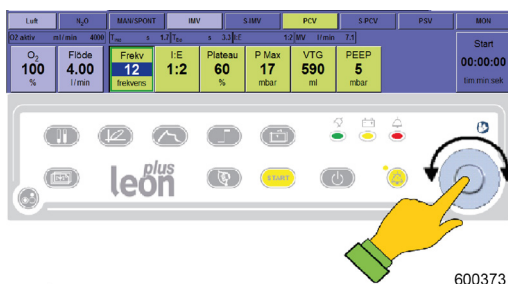 Luft N₂O MAN/SPONT IMV S-IMV PCV S-PCV PSV MON
O2 aktiv ml/min 4000 s 1.7 s 3.3 I:E 1:2 MV l/min 7.1
O₂ Flöde Frekv I:E Plateau P Max VTG PEEP Start
100 4.00 12 1:2 60 17 590 5 00:00:00
% l/min frekvens % mbar ml mbar tim:min:sek
leon plus
START
600373